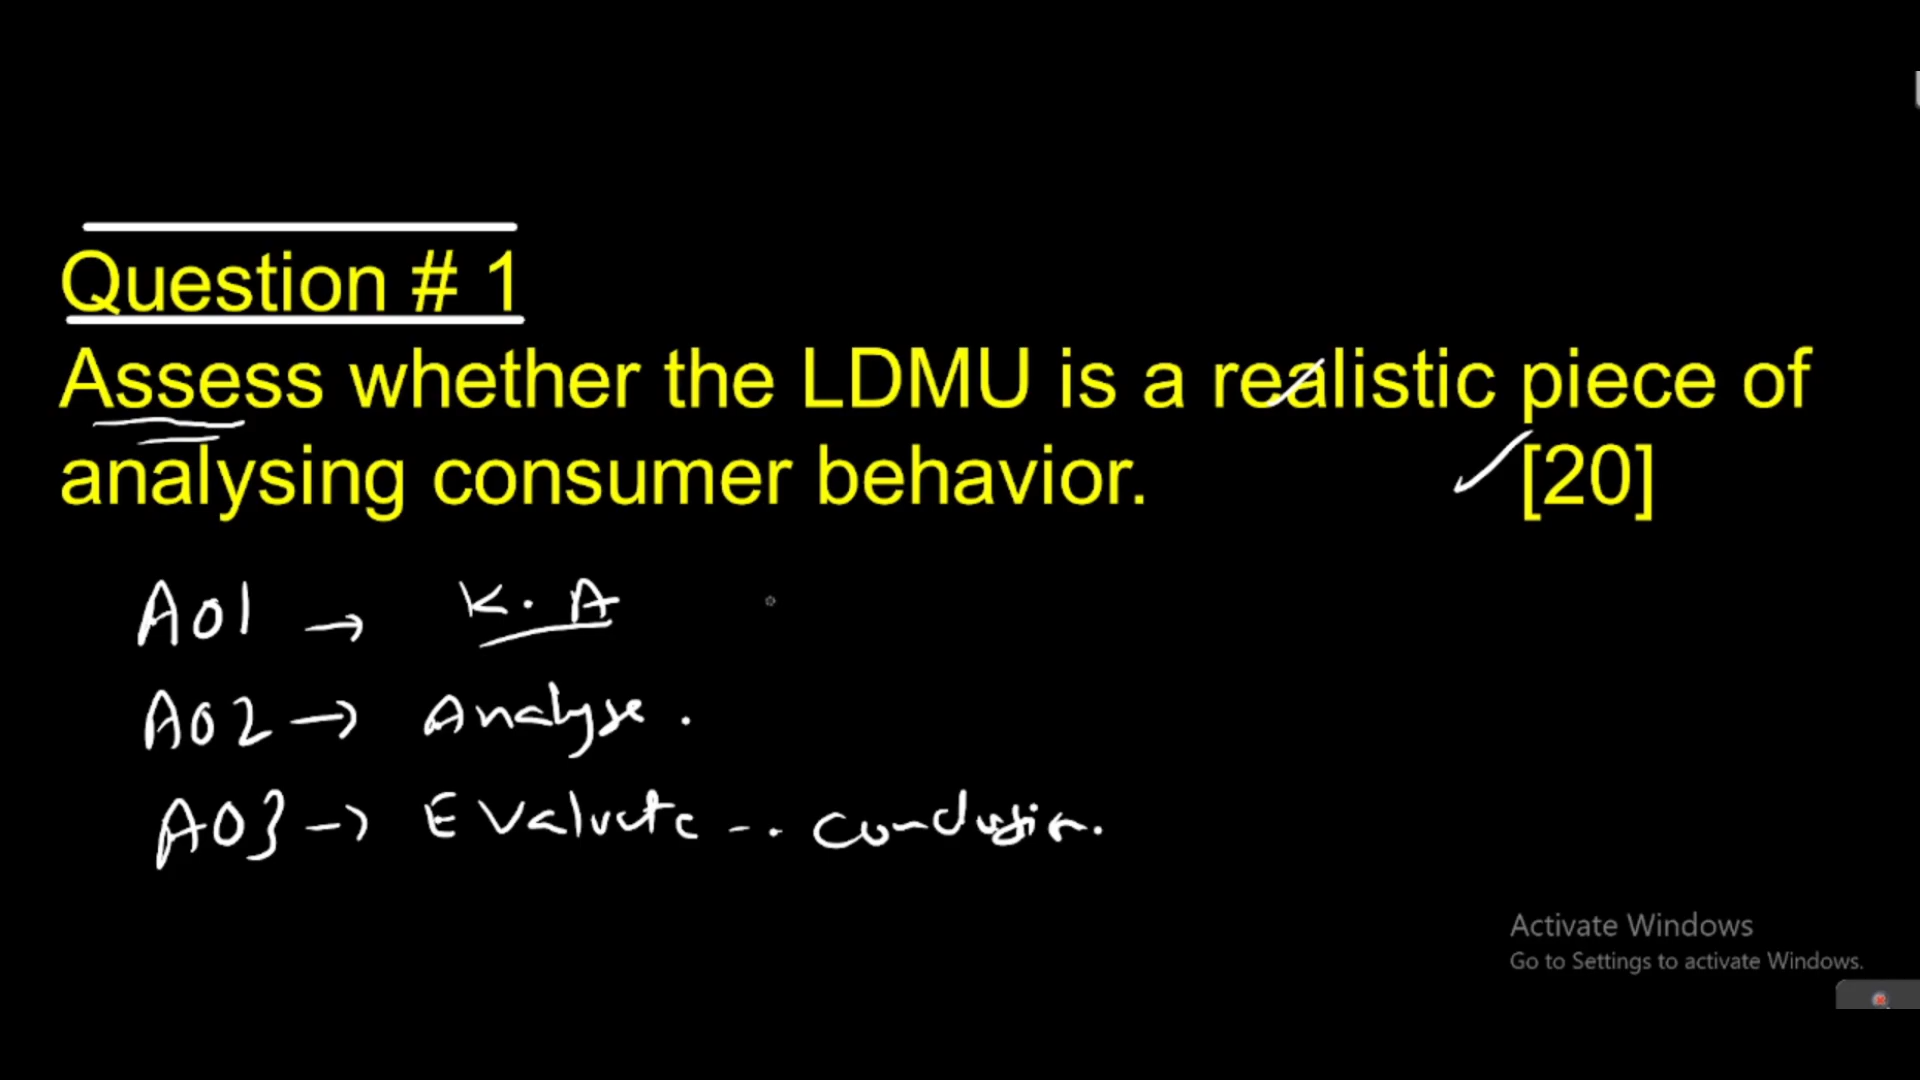 Question # 1
Assess whether the LDMU is a realistic piece of
analysing consumer behavior. [20]
AO1 → K.A
AO2 → Analyse.
AO3 → Evaluate -. conclusion.
Activate Windows
Go to Settings to activate Windows.